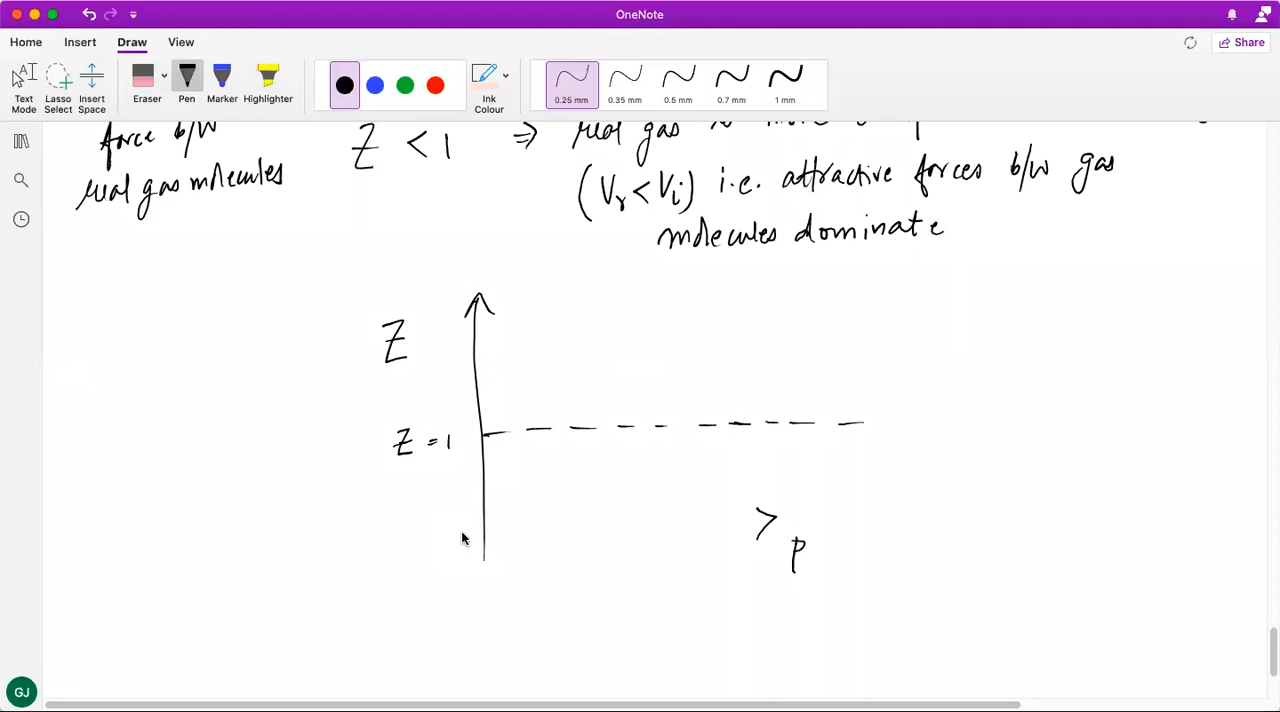 OneNote
Home Insert Draw View
Share
Text Mode
Lasso Select
Insert Space
Eraser
Pen
Marker
Highlighter
Ink Colour
0.25 mm 0.35 mm 0.5 mm 0.7 mm 1 mm
force b/w
real gas molecules
Z < 1 ⇒ real gas is more
(Vr < Vi) i.e. attractive forces b/w gas
molecules dominate
Z
Z = 1
P
GJ